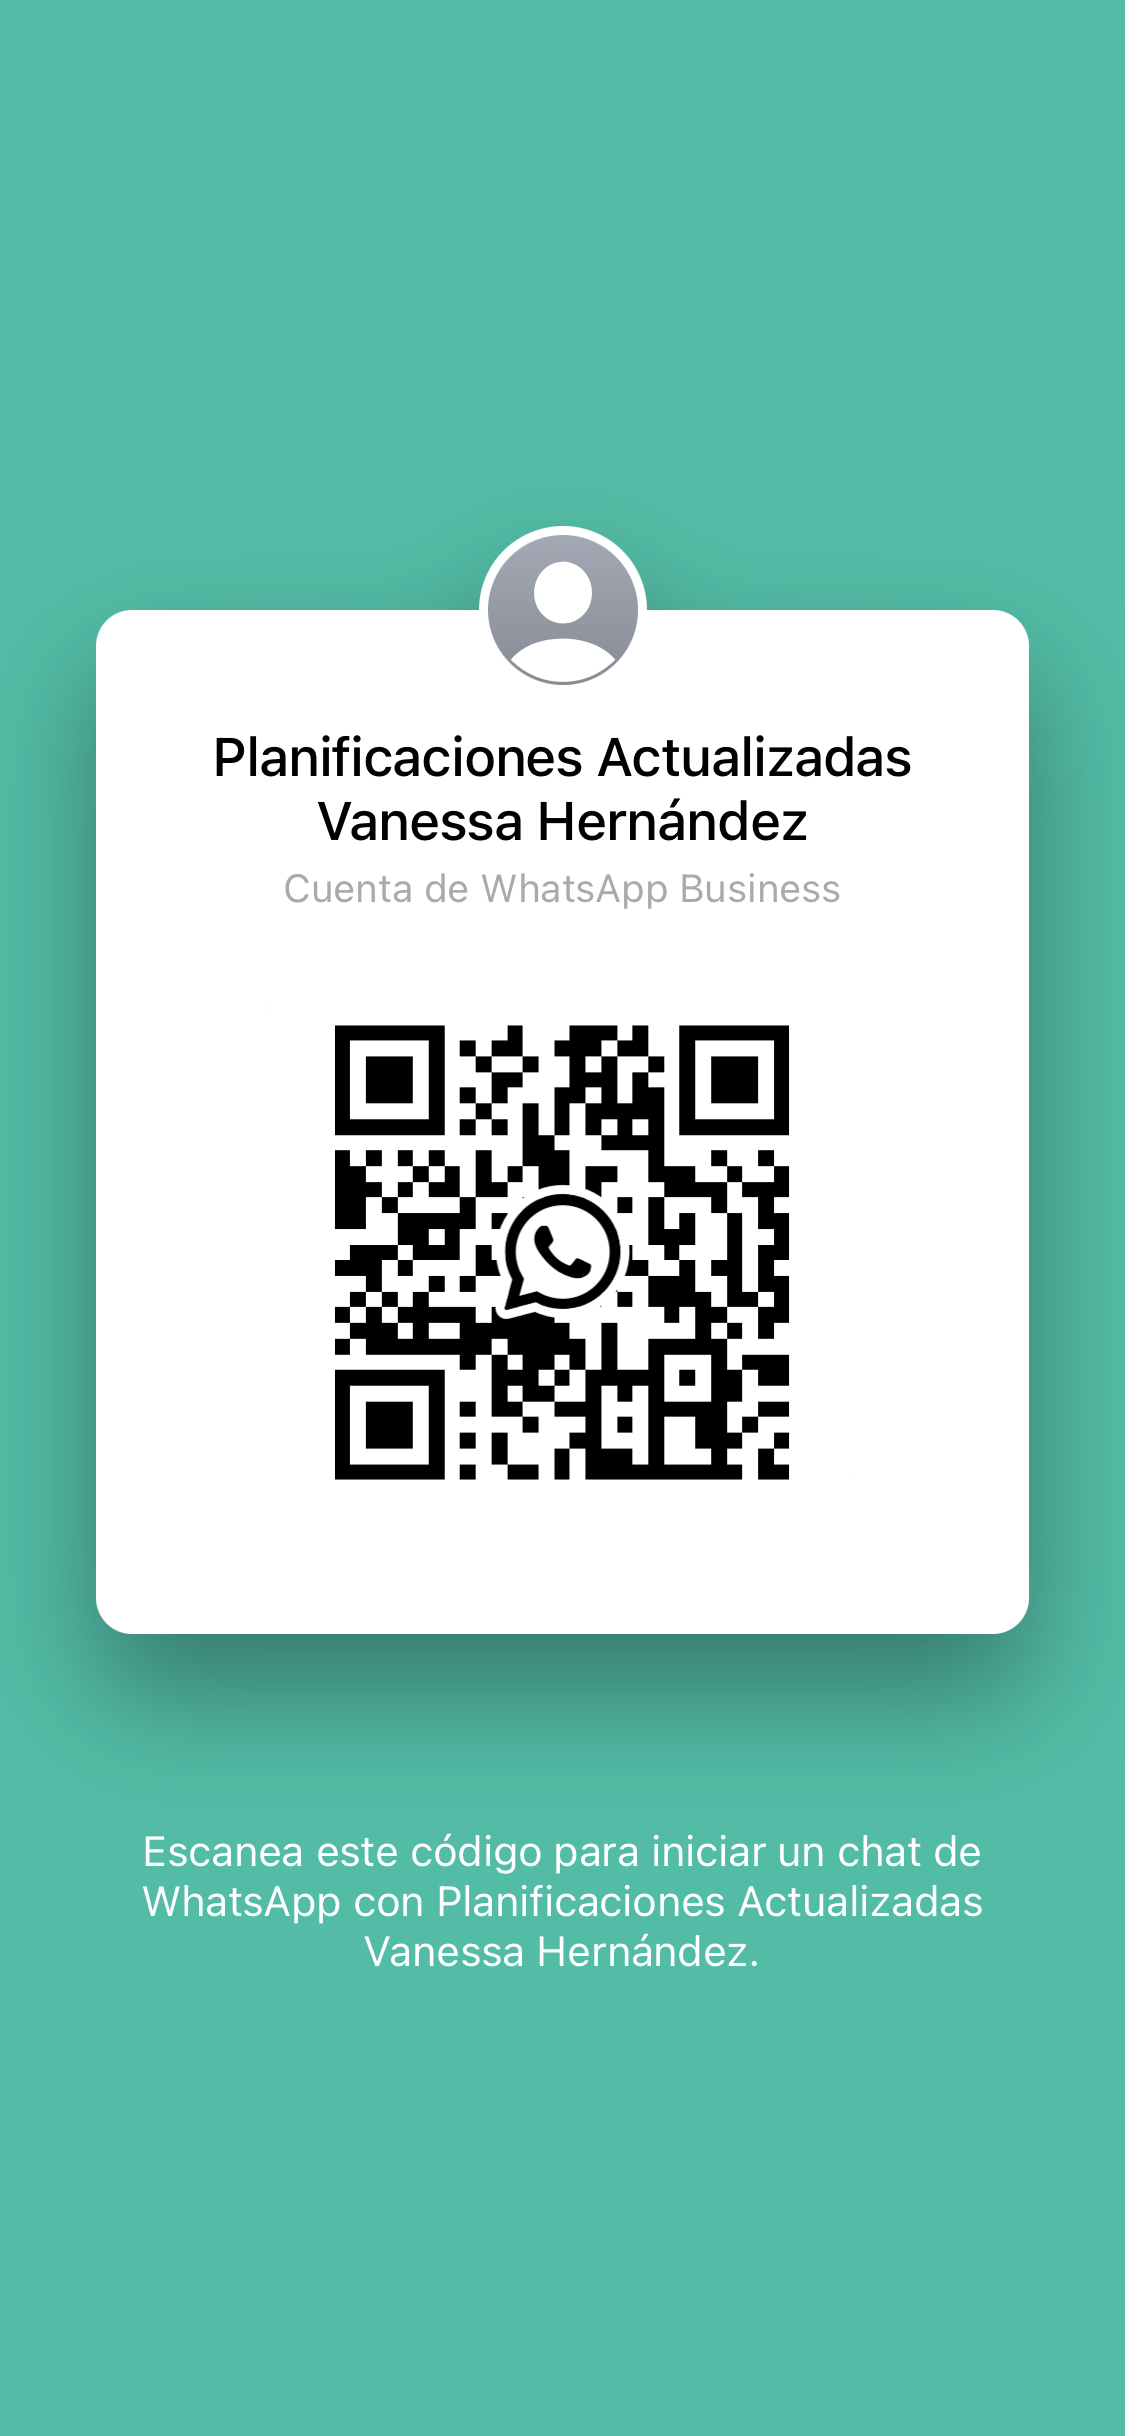 Planificaciones Actualizadas
Vanessa Hernández
Cuenta de WhatsApp Business
Escanea este código para iniciar un chat de
WhatsApp con Planificaciones Actualizadas
Vanessa Hernández.